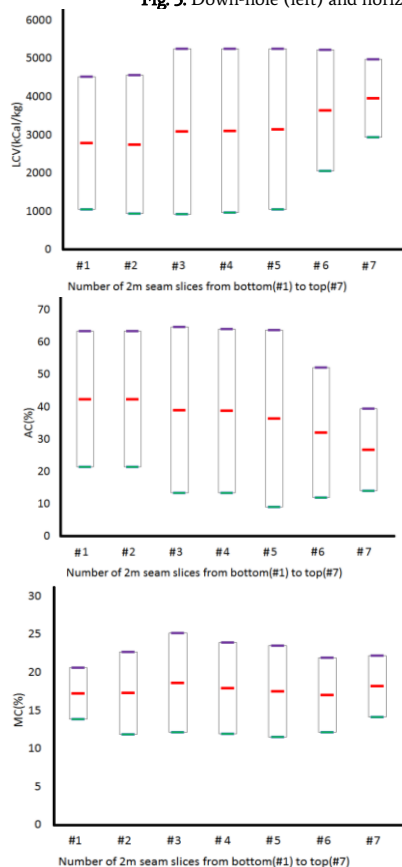 Fig. 5. Down-hole (left) and horiz
6000
5000
4000
3000
2000
1000
0
LCV(kCal/kg)
#1 #2 #3 #4 #5 #6 #7
Number of 2m seam slices from bottom(#1) to top(#7)
70
60
50
40
30
20
10
0
AC(%)
#1 #2 #3 #4 #5 #6 #7
Number of 2m seam slices from bottom(#1) to top(#7)
30
25
20
15
10
5
0
MC(%)
#1 #2 #3 #4 #5 #6 #7
Number of 2m seam slices from bottom(#1) to top(#7)